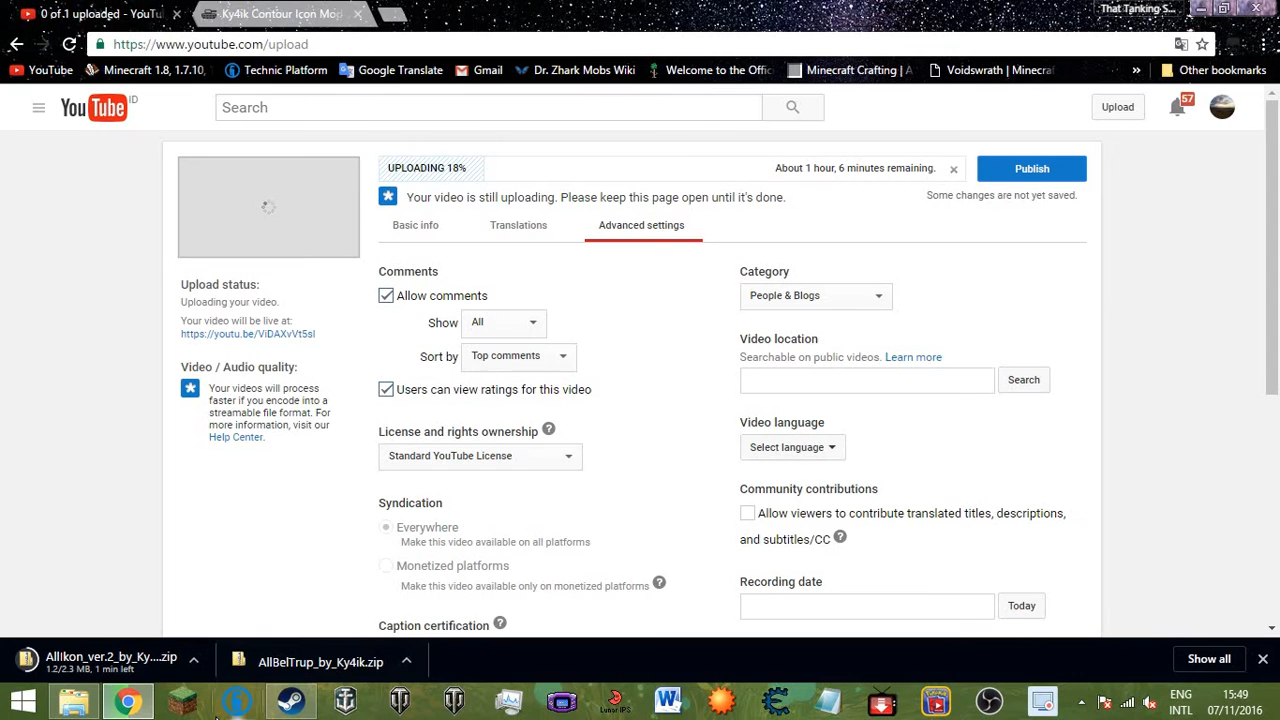 0 of 1 uploaded - YouTu
Ky4ik Contour Icon Mop
That Tanking S...
https://www.youtube.com/upload
YouTube
Minecraft 1.8, 1.7.10,
Technic Platform
Google Translate
Gmail
Dr. Zhark Mobs Wiki
Welcome to the Offic
Minecraft Crafting | A
Voidswrath | Minecraf
»
Other bookmarks
YouTube ID
Search
Upload
57
UPLOADING 18%
About 1 hour, 6 minutes remaining.
Publish
Your video is still uploading. Please keep this page open until it's done.
Some changes are not yet saved.
Basic info
Translations
Advanced settings
Upload status:
Uploading your video.
Your video will be live at:
https://youtu.be/ViDAXvVt5sI
Video / Audio quality:
Your videos will process
faster if you encode into a
streamable file format. For
more information, visit our
Help Center.
Comments
Allow comments
Show All
Sort by Top comments
Users can view ratings for this video
License and rights ownership ?
Standard YouTube License
Syndication
Everywhere
Make this video available on all platforms
Monetized platforms
Make this video available only on monetized platforms ?
Caption certification ?
Category
People & Blogs
Video location
Searchable on public videos. Learn more
Search
Video language
Select language
Community contributions
Allow viewers to contribute translated titles, descriptions,
and subtitles/CC ?
Recording date
Today
AllIkon_ver.2_by_Ky....zip
1.2/2.3 MB, 1 min left
AllBelTrup_by_Ky4ik.zip
Show all
Lunar IPS
ENG
INTL
15:49
07/11/2016